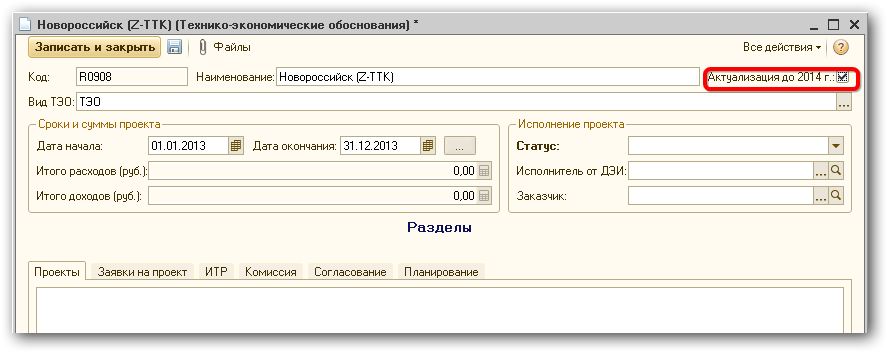 Новороссийск (Z-ТТК) (Технико-экономические обоснования) *
Записать и закрыть Файлы Все действия ?
Код: R0908 Наименование: Новороссийск (Z-ТТК) Актуализация до 2014 г.:
Вид ТЭО: ТЭО ...
Сроки и суммы проекта Исполнение проекта
Дата начала: 01.01.2013 Дата окончания: 31.12.2013 ... Статус:
Итого расходов (руб.): 0,00 Исполнитель от ДЗИ: ...
Итого доходов (руб.): 0,00 Заказчик: ...
Разделы
Проекты Заявки на проект ИТР Комиссия Согласование Планирование